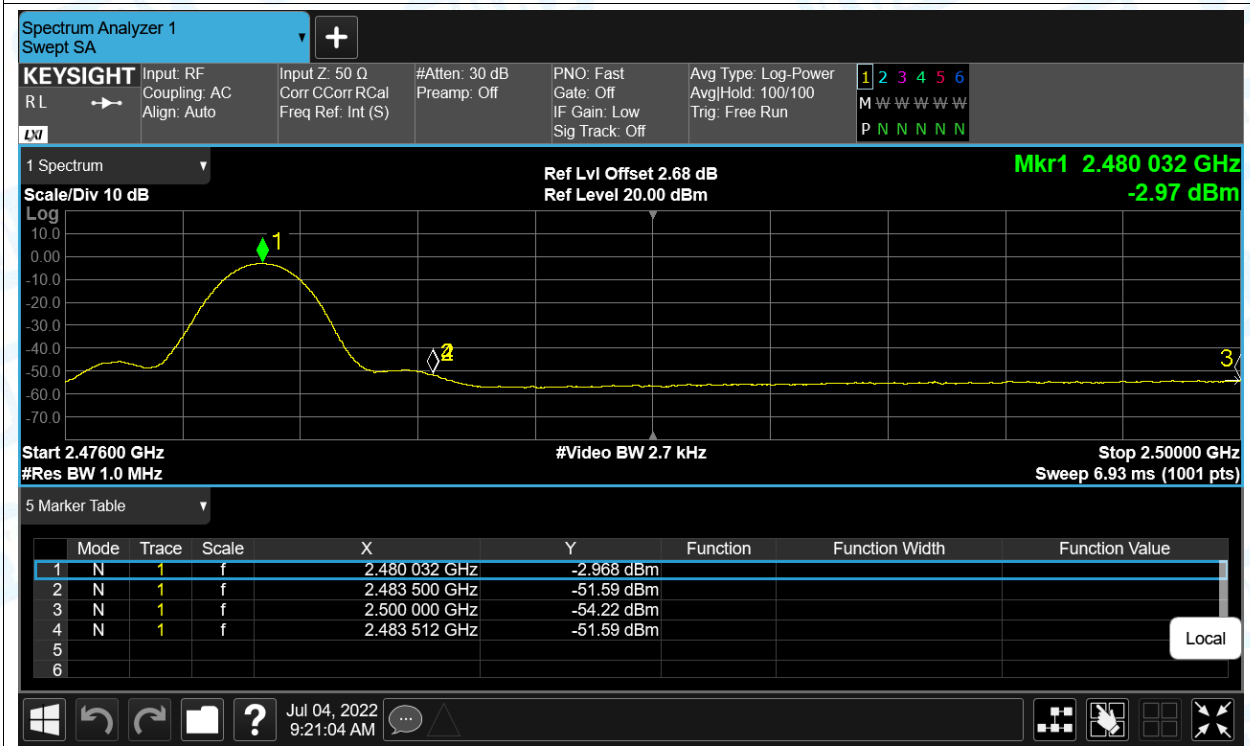 Spectrum Analyzer 1
Swept SA
KEYSIGHT Input: RF Input Z: 50 Ω #Atten: 30 dB PNO: Fast Avg Type: Log-Power 1 2 3 4 5 6
R L Coupling: AC Corr CCorr RCal Preamp: Off Gate: Off Avg|Hold: 100/100 M W W W W W
Align: Auto Freq Ref: Int (S) IF Gain: Low Trig: Free Run
LXI Sig Track: Off P N N N N N
1 Spectrum Ref Lvl Offset 2.68 dB Mkr1 2.480 032 GHz
Scale/Div 10 dB Ref Level 20.00 dBm -2.97 dBm
Log
10.0
1
0.00
-10.0
-20.0
-30.0
-40.0
3
-50.0
-60.0
-70.0
Start 2.47600 GHz #Video BW 2.7 kHz Stop 2.50000 GHz
#Res BW 1.0 MHz Sweep 6.93 ms (1001 pts)
5 Marker Table
Mode Trace Scale X Y Function Function Width Function Value
1 N 1 f 2.480 032 GHz -2.968 dBm
2 N 1 f 2.483 500 GHz -51.59 dBm
3 N 1 f 2.500 000 GHz -54.22 dBm
4 N 1 f 2.483 512 GHz -51.59 dBm
5
6
Local
? Jul 04, 2022
9:21:04 AM